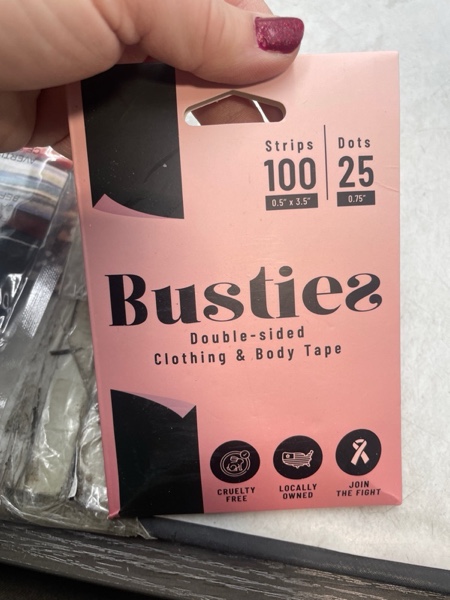 Strips Dots
100 25
0.5" x 3.5" 0.75"
Busties
Double-sided
Clothing & Body Tape
CRUELTY FREE
LOCALLY OWNED
JOIN THE FIGHT